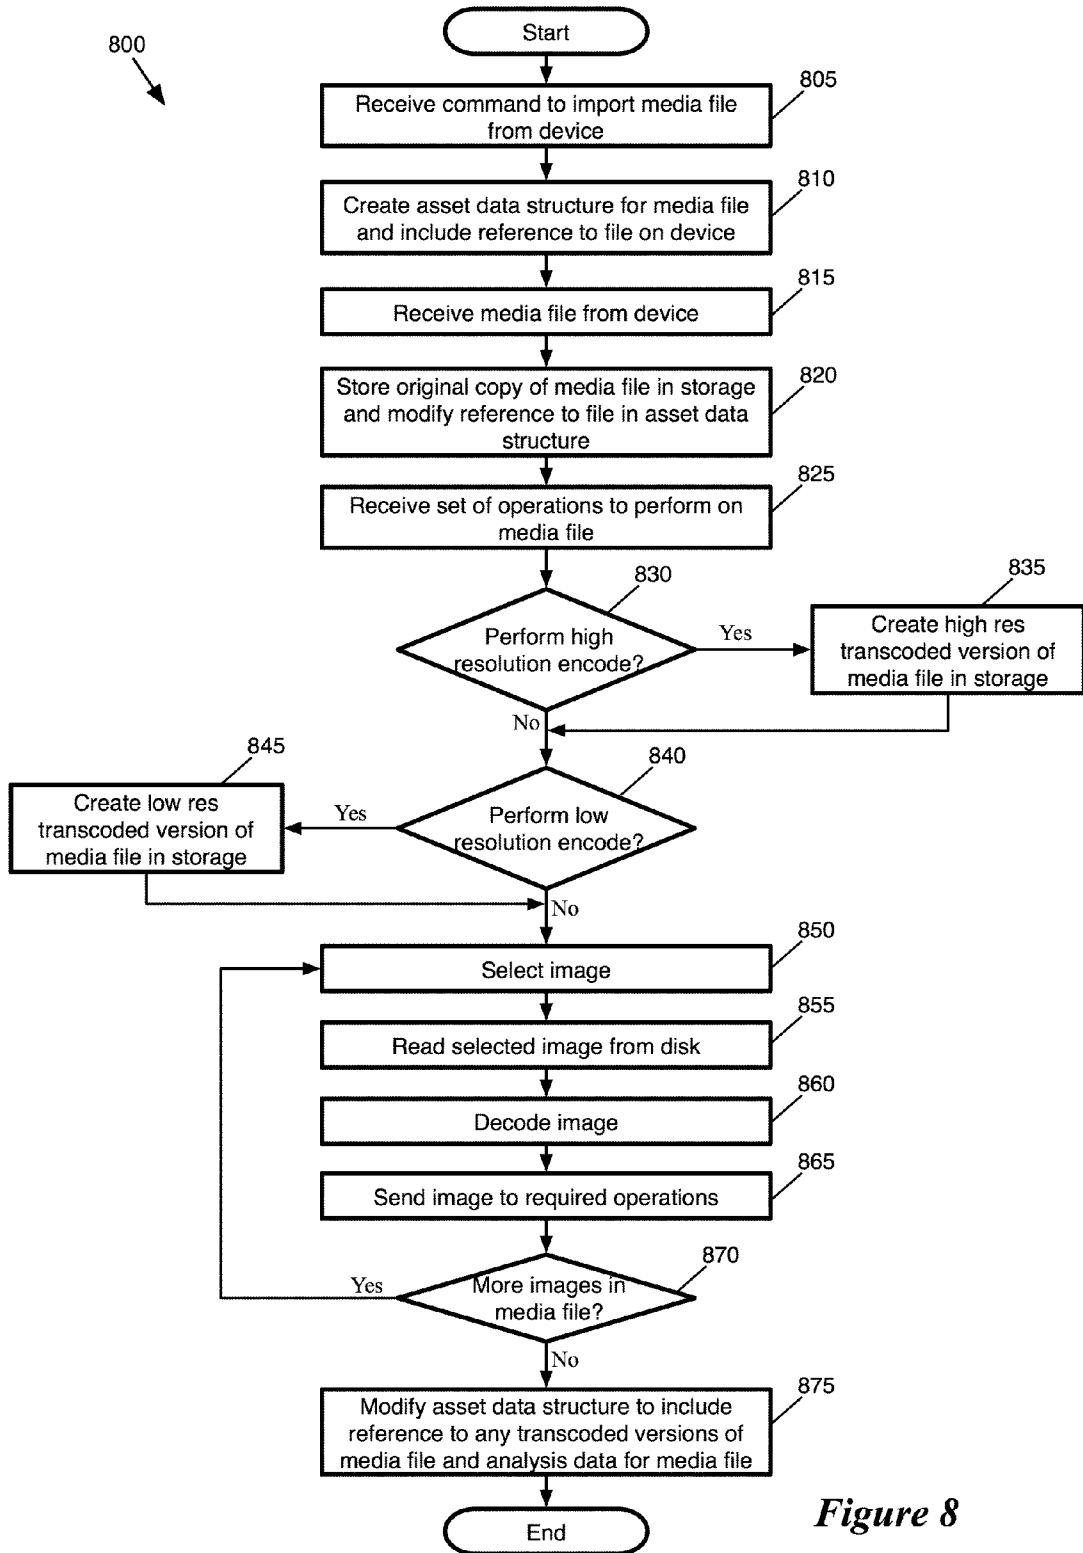 Start
800
805
Receive command to import media file
from device
810
Create asset data structure for media file
and include reference to file on device
815
Receive media file from device
820
Store original copy of media file in storage
and modify reference to file in asset data
structure
825
Receive set of operations to perform on
media file
830
Perform high
resolution encode?
Yes
835
Create high res
transcoded version of
media file in storage
No
840
Perform low
resolution encode?
Yes
845
Create low res
transcoded version of
media file in storage
No
850
Select image
855
Read selected image from disk
860
Decode image
865
Send image to required operations
870
More images in
media file?
Yes
No
875
Modify asset data structure to include
reference to any transcoded versions of
media file and analysis data for media file
End
Figure 8